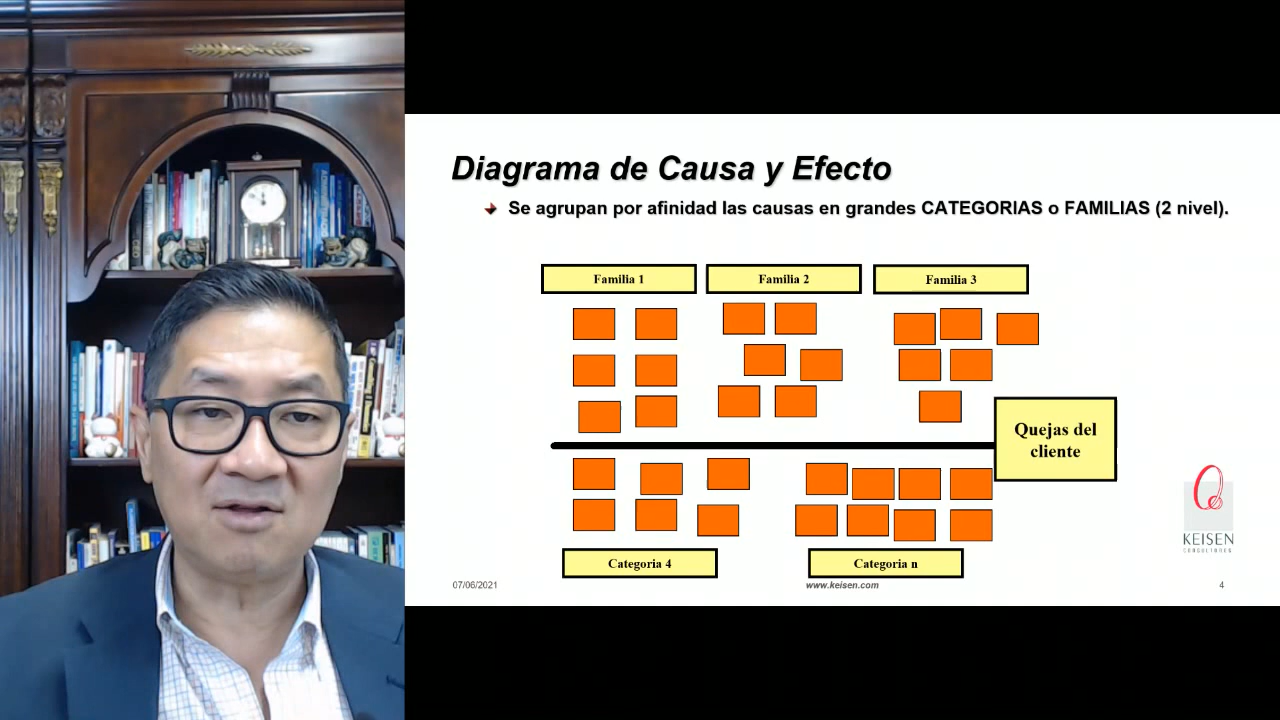 Diagrama de Causa y Efecto
Se agrupan por afinidad las causas en grandes CATEGORIAS o FAMILIAS (2 nivel).
Familia 1
Familia 2
Familia 3
Quejas del
cliente
Categoria 4
Categoria n
KEISEN
CONSULTORES
07/06/2021
www.keisen.com
4